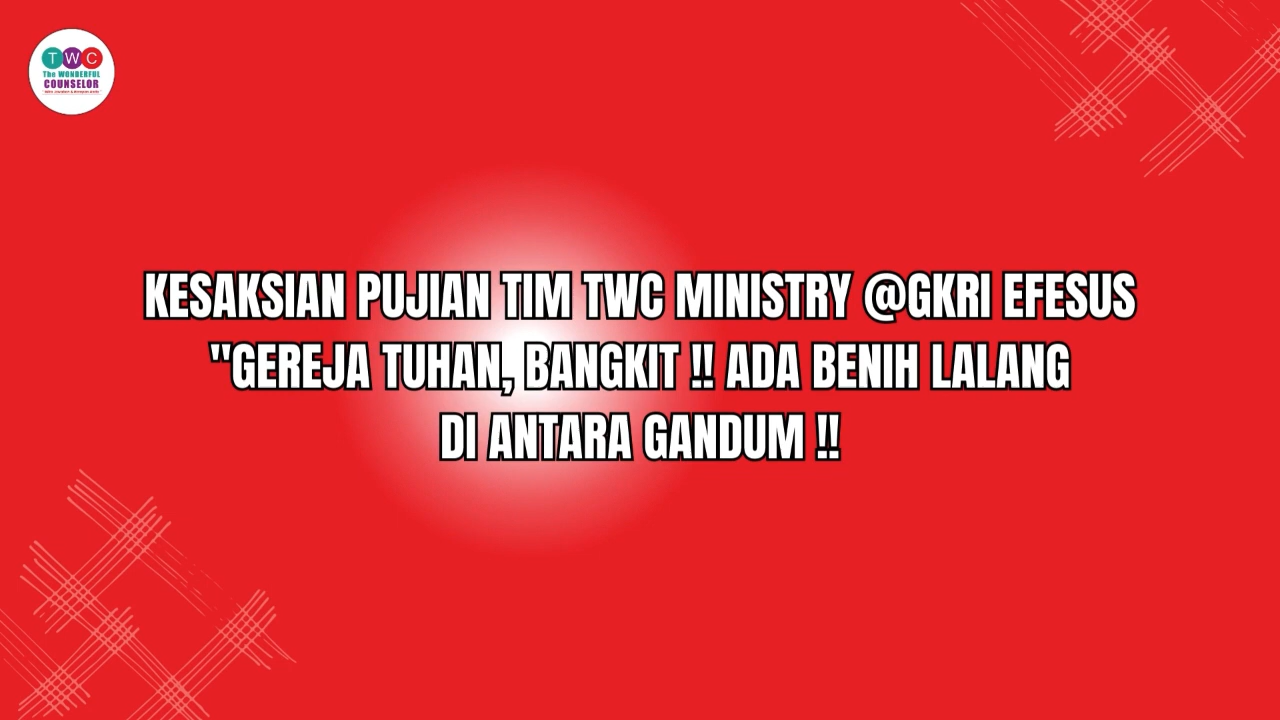 TWC
The WONDERFUL
COUNSELOR
KESAKSIAN PUJIAN TIM TWC MINISTRY @GKRI EFESUS
"GEREJA TUHAN, BANGKIT !! ADA BENIH LALANG
DI ANTARA GANDUM !!